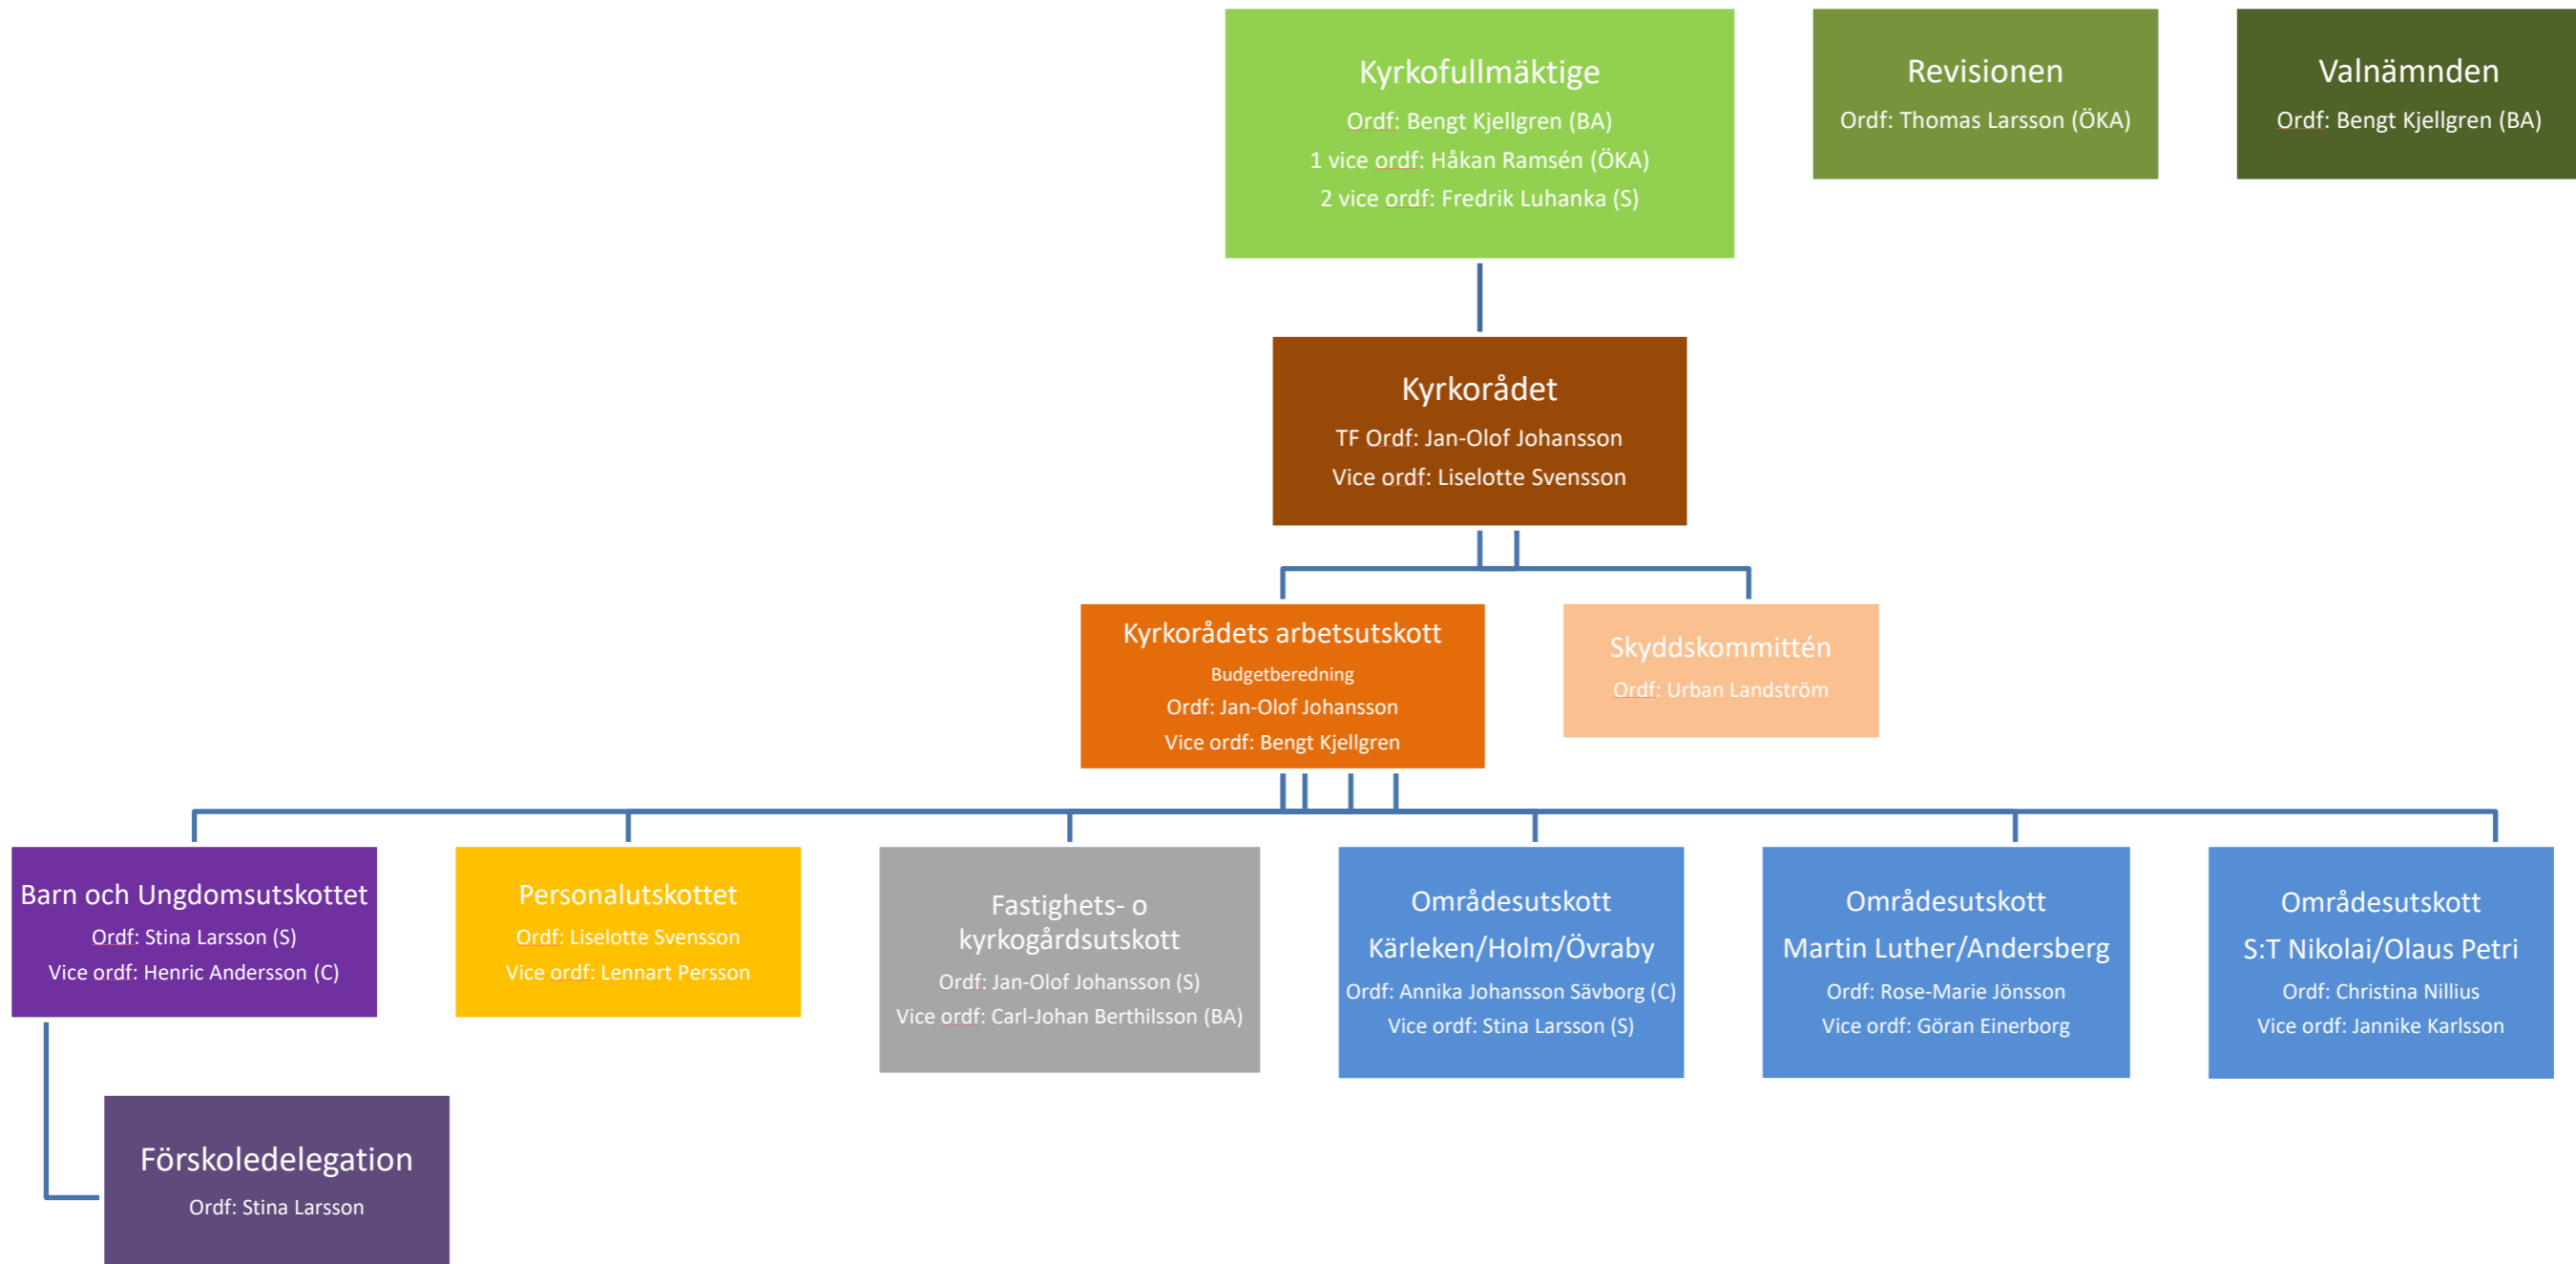 Kyrkofullmäktige
Ordf: Bengt Kjellgren (BA)
1 vice ordf: Håkan Ramsén (ÖKA)
2 vice ordf: Fredrik Luhanka (S)
Revisionen
Ordf: Thomas Larsson (ÖKA)
Valnämnden
Ordf: Bengt Kjellgren (BA)
Kyrkorådet
TF Ordf: Jan-Olof Johansson
Vice ordf: Liselotte Svensson
Kyrkorådets arbetsutskott
Budgetberedning
Ordf: Jan-Olof Johansson
Vice ordf: Bengt Kjellgren
Skyddskommittén
Ordf: Urban Landström
Barn och Ungdomsutskottet
Ordf: Stina Larsson (S)
Vice ordf: Henric Andersson (C)
Personalutskottet
Ordf: Liselotte Svensson
Vice ordf: Lennart Persson
Fastighets- o
kyrkogårdsutskott
Ordf: Jan-Olof Johansson (S)
Vice ordf: Carl-Johan Berthilsson (BA)
Områdesutskott
Kärleken/Holm/Övraby
Ordf: Annika Johansson Sävborg (C)
Vice ordf: Stina Larsson (S)
Områdesutskott
Martin Luther/Andersberg
Ordf: Rose-Marie Jönsson
Vice ordf: Göran Einerborg
Områdesutskott
S:T Nikolai/Olaus Petri
Ordf: Christina Nillius
Vice ordf: Jannike Karlsson
Förskoledelegation
Ordf: Stina Larsson